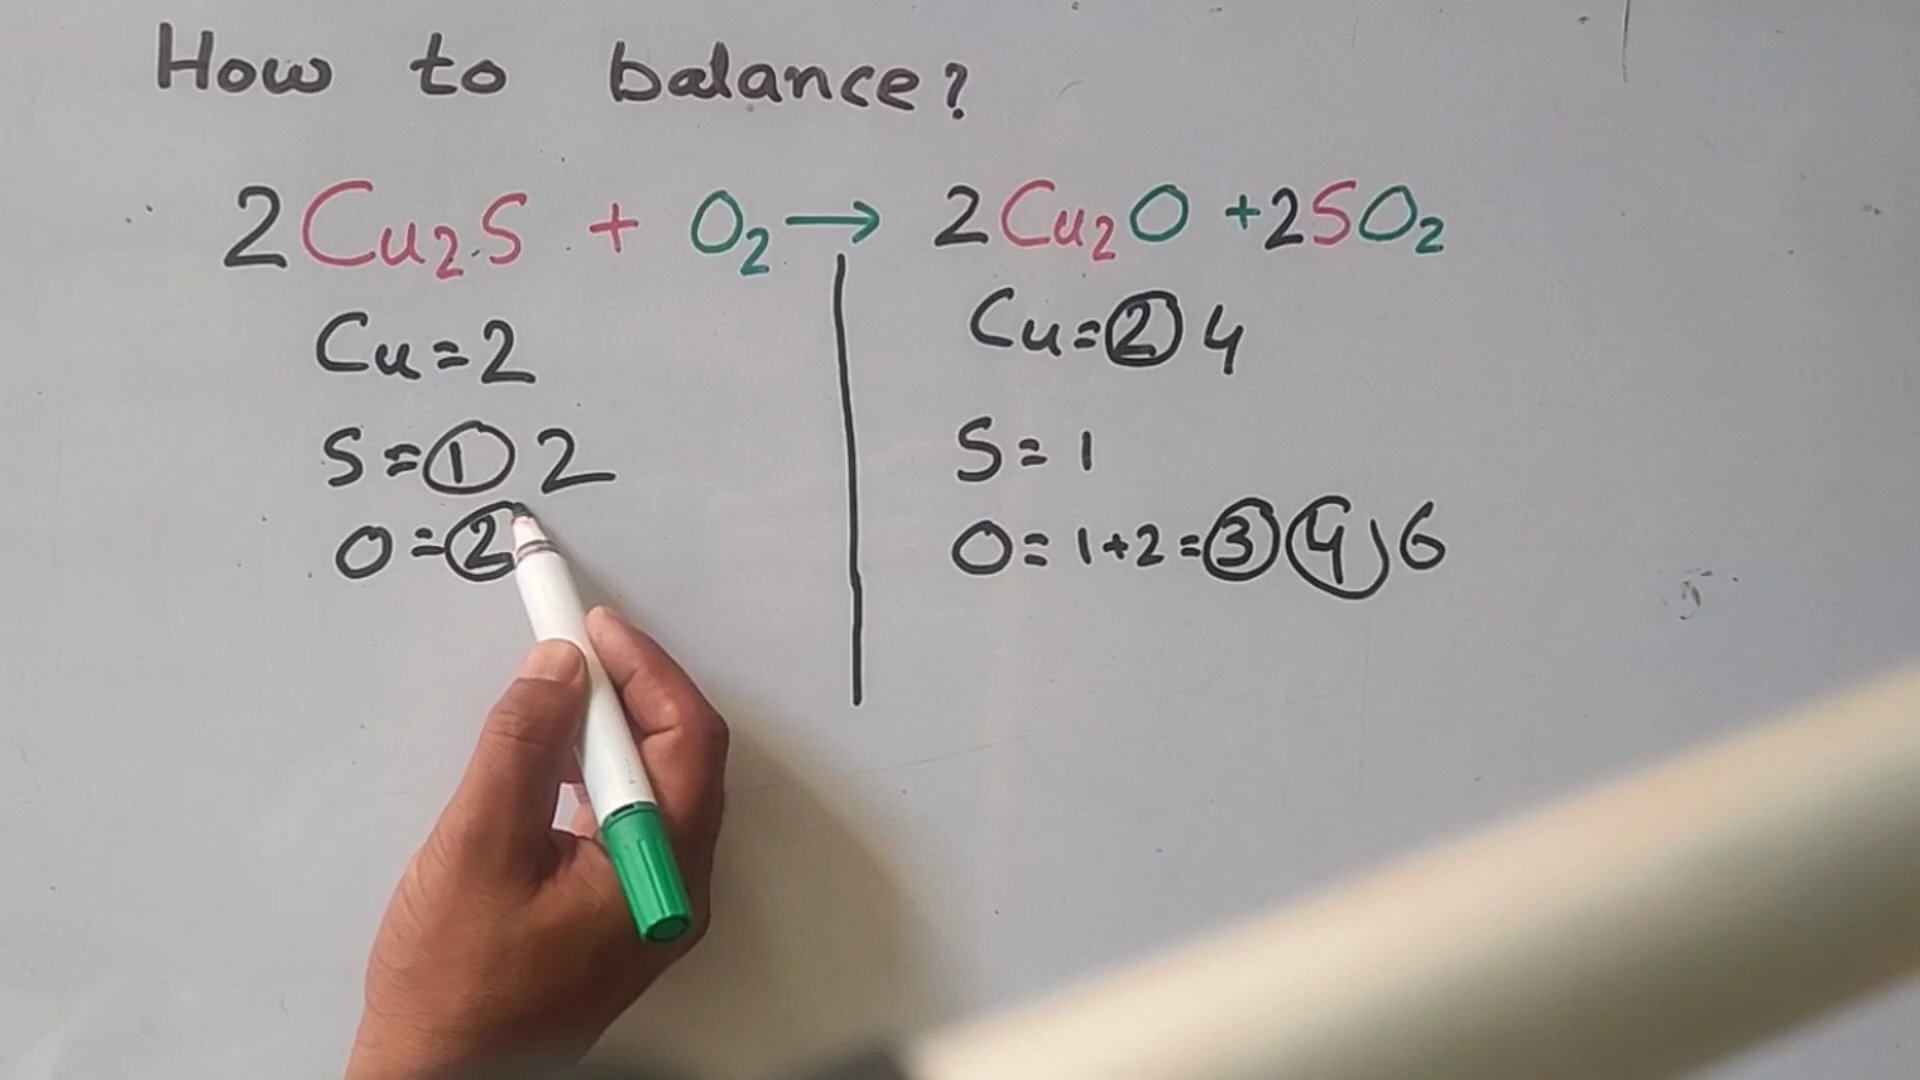 How to balance?
2Cu₂S + O₂ → 2Cu₂O + 2SO₂
Cu=2
Cu=② 4
S=① 2
S=1
O=②
O=1+2=③ ④ 6